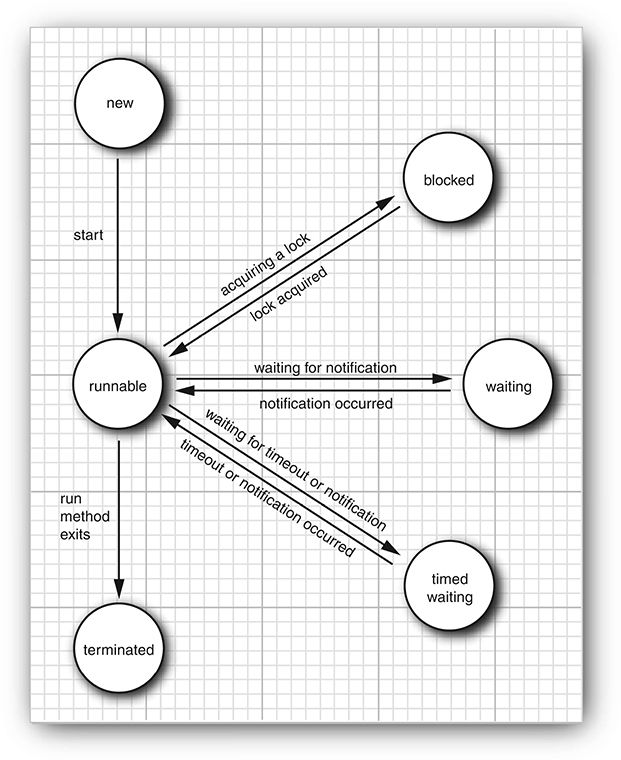 new
blocked
start
acquiring a lock
lock acquired
runnable
waiting for notification
notification occurred
waiting
waiting for timeout or notification
timeout or notification occurred
run
method
exits
timed
waiting
terminated